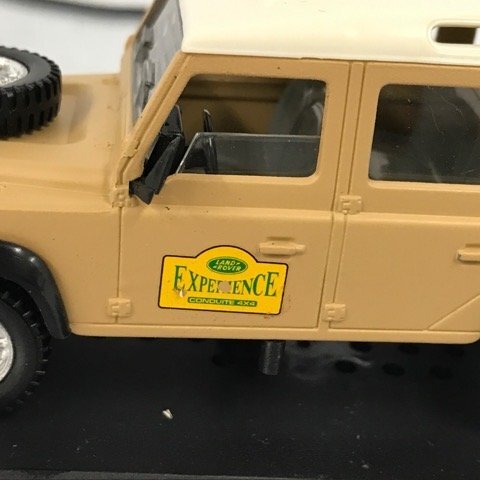 LAND
ROVER
EXPERIENCE
CONDUITE 4X4